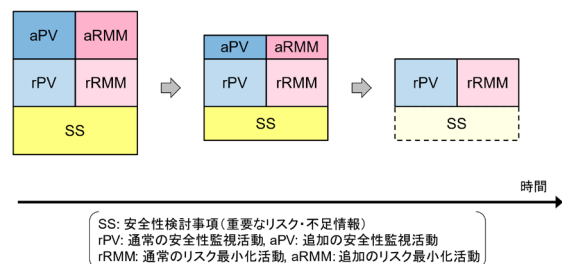 aPV aRMM
rPV rRMM
SS
aPV aRMM
rPV rRMM
SS
rPV rRMM
SS
時間
SS: 安全性検討事項(重要なリスク・不足情報)
rPV: 通常の安全性監視活動, aPV: 追加の安全性監視活動
rRMM: 通常のリスク最小化活動, aRMM: 追加のリスク最小化活動